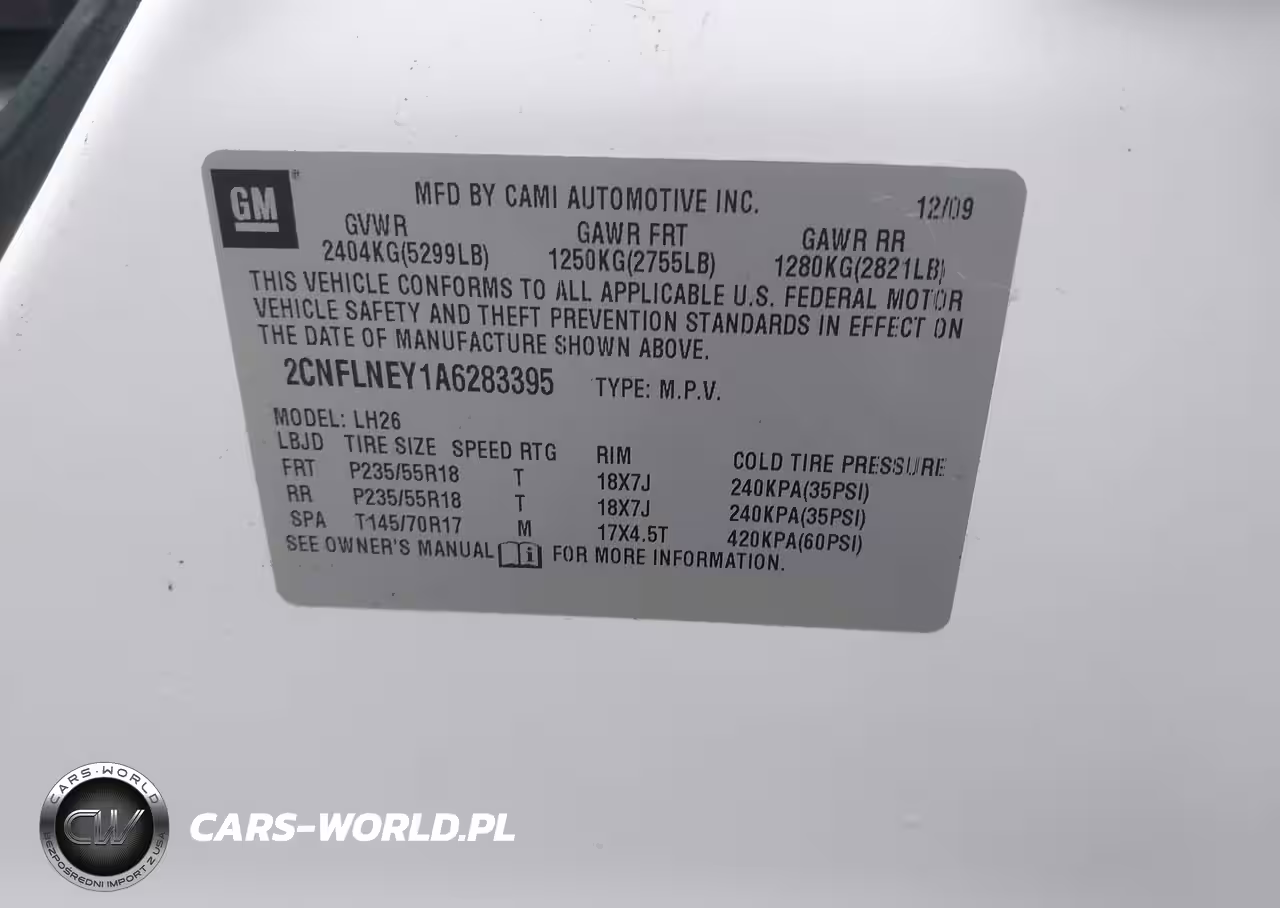 GM®
MFD BY CAMI AUTOMOTIVE INC. 12/09
GVWR GAWR FRT GAWR RR
2404KG(5299LB) 1250KG(2755LB) 1280KG(2821LB)
THIS VEHICLE CONFORMS TO ALL APPLICABLE U.S. FEDERAL MOTOR
VEHICLE SAFETY AND THEFT PREVENTION STANDARDS IN EFFECT ON
THE DATE OF MANUFACTURE SHOWN ABOVE.
2CNFLNEY1A6283395 TYPE: M.P.V.
MODEL: LH26
LBJD TIRE SIZE SPEED RTG RIM COLD TIRE PRESSURE
FRT P235/55R18 T 18X7J 240KPA(35PSI)
RR P235/55R18 T 18X7J 240KPA(35PSI)
SPA T145/70R17 M 17X4.5T 420KPA(60PSI)
SEE OWNER'S MANUAL i FOR MORE INFORMATION.
CARS-WORLD
CW
BEZPOŚREDNI IMPORT Z USA
CARS-WORLD.PL